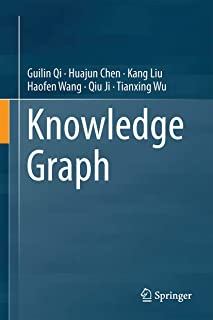 Guilin Qi · Huajun Chen · Kang Liu
Haofen Wang · Qiu Ji · Tianxing Wu
Knowledge
Graph
Springer